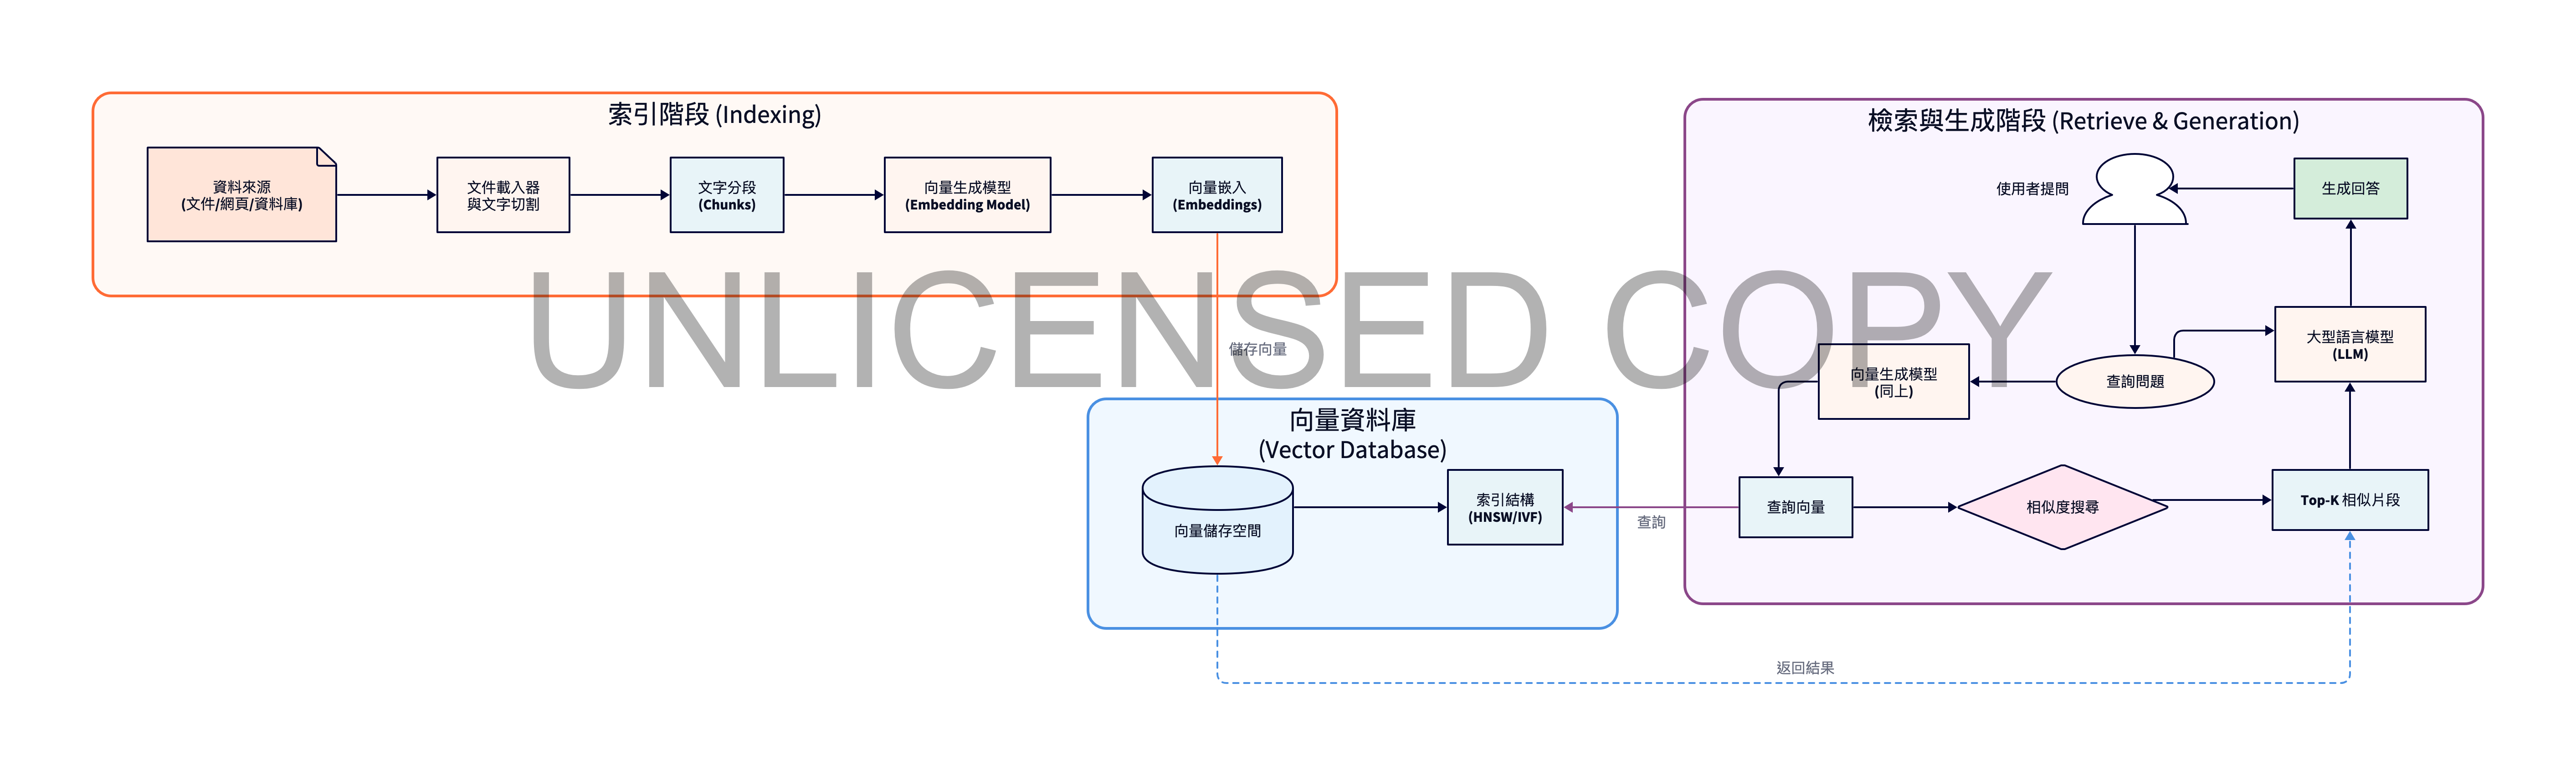 索引階段 (Indexing)
資料來源
(文件/網頁/資料庫)
文件載入器
與文字切割
文字分段
(Chunks)
向量生成模型
(Embedding Model)
向量嵌入
(Embeddings)
儲存向量
向量資料庫
(Vector Database)
向量儲存空間
索引結構
(HNSW/IVF)
查詢
返回結果
檢索與生成階段 (Retrieve & Generation)
使用者提問
生成回答
大型語言模型
(LLM)
查詢問題
向量生成模型
(同上)
查詢向量
相似度搜尋
Top-K 相似片段
UNLICENSED COPY